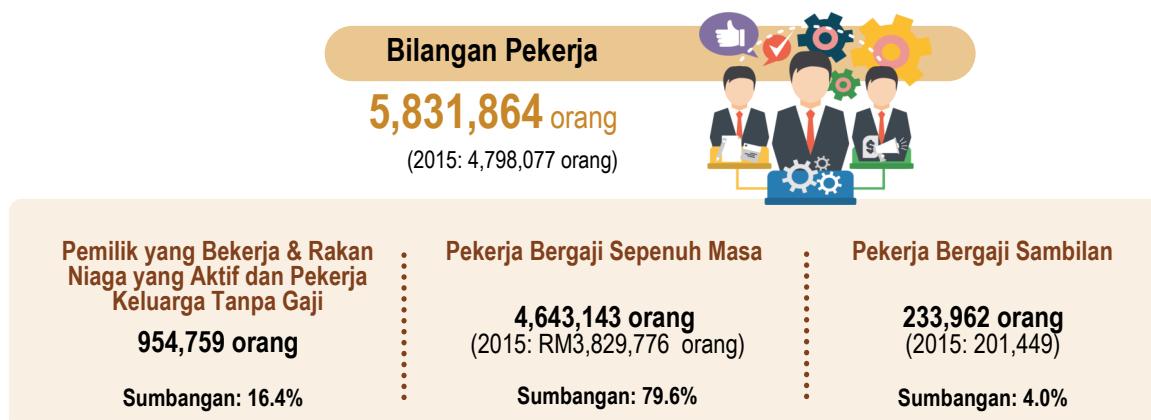 Bilangan Pekerja
5,831,864 orang
(2015: 4,798,077 orang)
Pemilik yang Bekerja & Rakan
Niaga yang Aktif dan Pekerja
Keluarga Tanpa Gaji
954,759 orang
Sumbangan: 16.4%
Pekerja Bergaji Sepenuh Masa
4,643,143 orang
(2015: RM3,829,776 orang)
Sumbangan: 79.6%
Pekerja Bergaji Sambilan
233,962 orang
(2015: 201,449)
Sumbangan: 4.0%